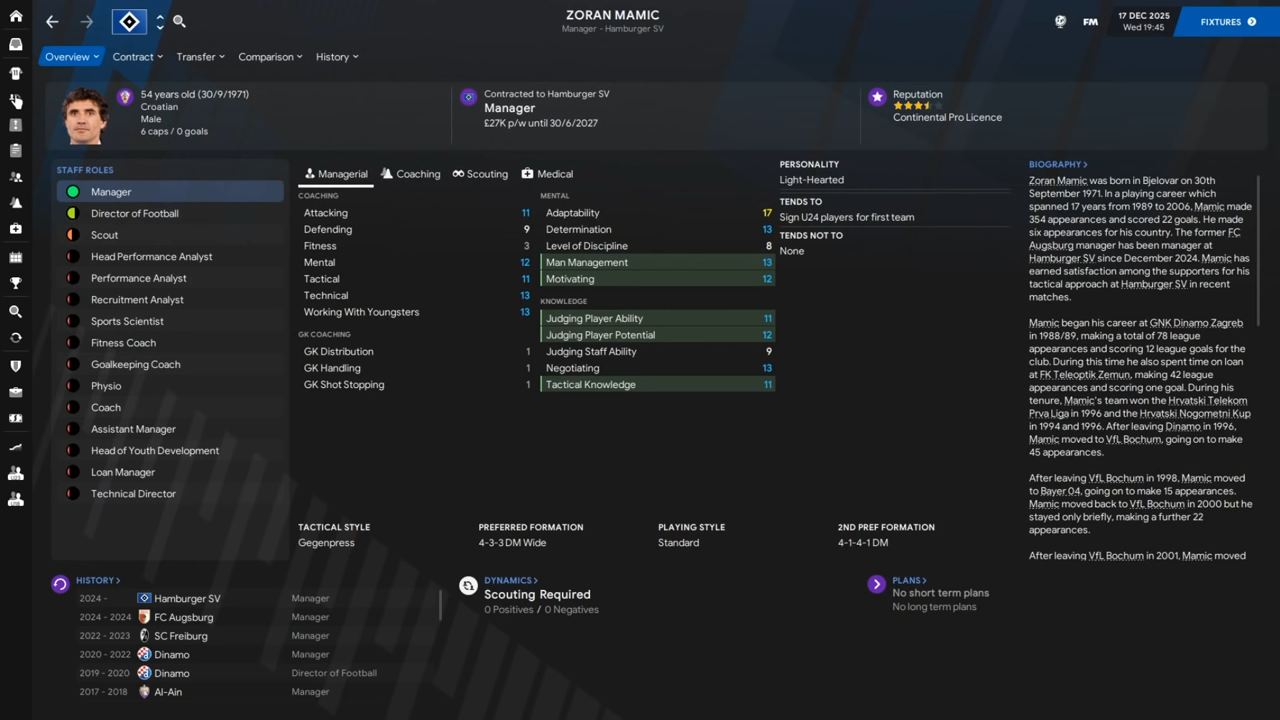 ZORAN MAMIC
Manager - Hamburger SV
FM
17 DEC 2025
Wed 19:45
FIXTURES
Overview
Contract
Transfer
Comparison
History
54 years old (30/9/1971)
Croatian
Male
6 caps / 0 goals
Contracted to Hamburger SV
Manager
£27K p/w until 30/6/2027
Reputation
Continental Pro Licence
STAFF ROLES
Manager
Director of Football
Scout
Head Performance Analyst
Performance Analyst
Recruitment Analyst
Sports Scientist
Fitness Coach
Goalkeeping Coach
Physio
Coach
Assistant Manager
Head of Youth Development
Loan Manager
Technical Director
Managerial
Coaching
Scouting
Medical
COACHING
Attacking 11
Defending 9
Fitness 3
Mental 12
Tactical 11
Technical 13
Working With Youngsters 13
GK COACHING
GK Distribution 1
GK Handling 1
GK Shot Stopping 1
MENTAL
Adaptability 17
Determination 13
Level of Discipline 8
Man Management 13
Motivating 12
KNOWLEDGE
Judging Player Ability 11
Judging Player Potential 12
Judging Staff Ability 9
Negotiating 13
Tactical Knowledge 11
PERSONALITY
Light-Hearted
TENDS TO
Sign U24 players for first team
TENDS NOT TO
None
BIOGRAPHY
Zoran Mamic was born in Bjelovar on 30th
September 1971. In a playing career which
spanned 17 years from 1989 to 2006, Mamic made
354 appearances and scored 22 goals. He made
six appearances for his country. The former FC
Augsburg manager has been manager at
Hamburger SV since December 2024. Mamic has
earned satisfaction among the supporters for his
tactical approach at Hamburger SV in recent
matches.
Mamic began his career at GNK Dinamo Zagreb
in 1988/89, making a total of 78 league
appearances and scoring 12 league goals for the
club. During this time he also spent time on loan
at FK Teleoptik Zemun, making 42 league
appearances and scoring one goal. During his
tenure, Mamic's team won the Hrvatski Telekom
Prva Liga in 1996 and the Hrvatski Nogometni Kup
in 1994 and 1996. After leaving Dinamo in 1996,
Mamic moved to VfL Bochum, going on to make
45 appearances.
After leaving VfL Bochum in 1998, Mamic moved
to Bayer 04, going on to make 15 appearances.
Mamic moved back to VfL Bochum in 2000 but he
stayed only briefly, making a further 22
appearances.
After leaving VfL Bochum in 2001, Mamic moved
TACTICAL STYLE
Gegenpress
PREFERRED FORMATION
4-3-3 DM Wide
PLAYING STYLE
Standard
2ND PREF FORMATION
4-1-4-1 DM
HISTORY
2024 - Hamburger SV Manager
2024 - 2024 FC Augsburg Manager
2022 - 2023 SC Freiburg Manager
2020 - 2022 Dinamo Manager
2019 - 2020 Dinamo Director of Football
2017 - 2018 Al-Ain Manager
DYNAMICS
Scouting Required
0 Positives / 0 Negatives
PLANS
No short term plans
No long term plans